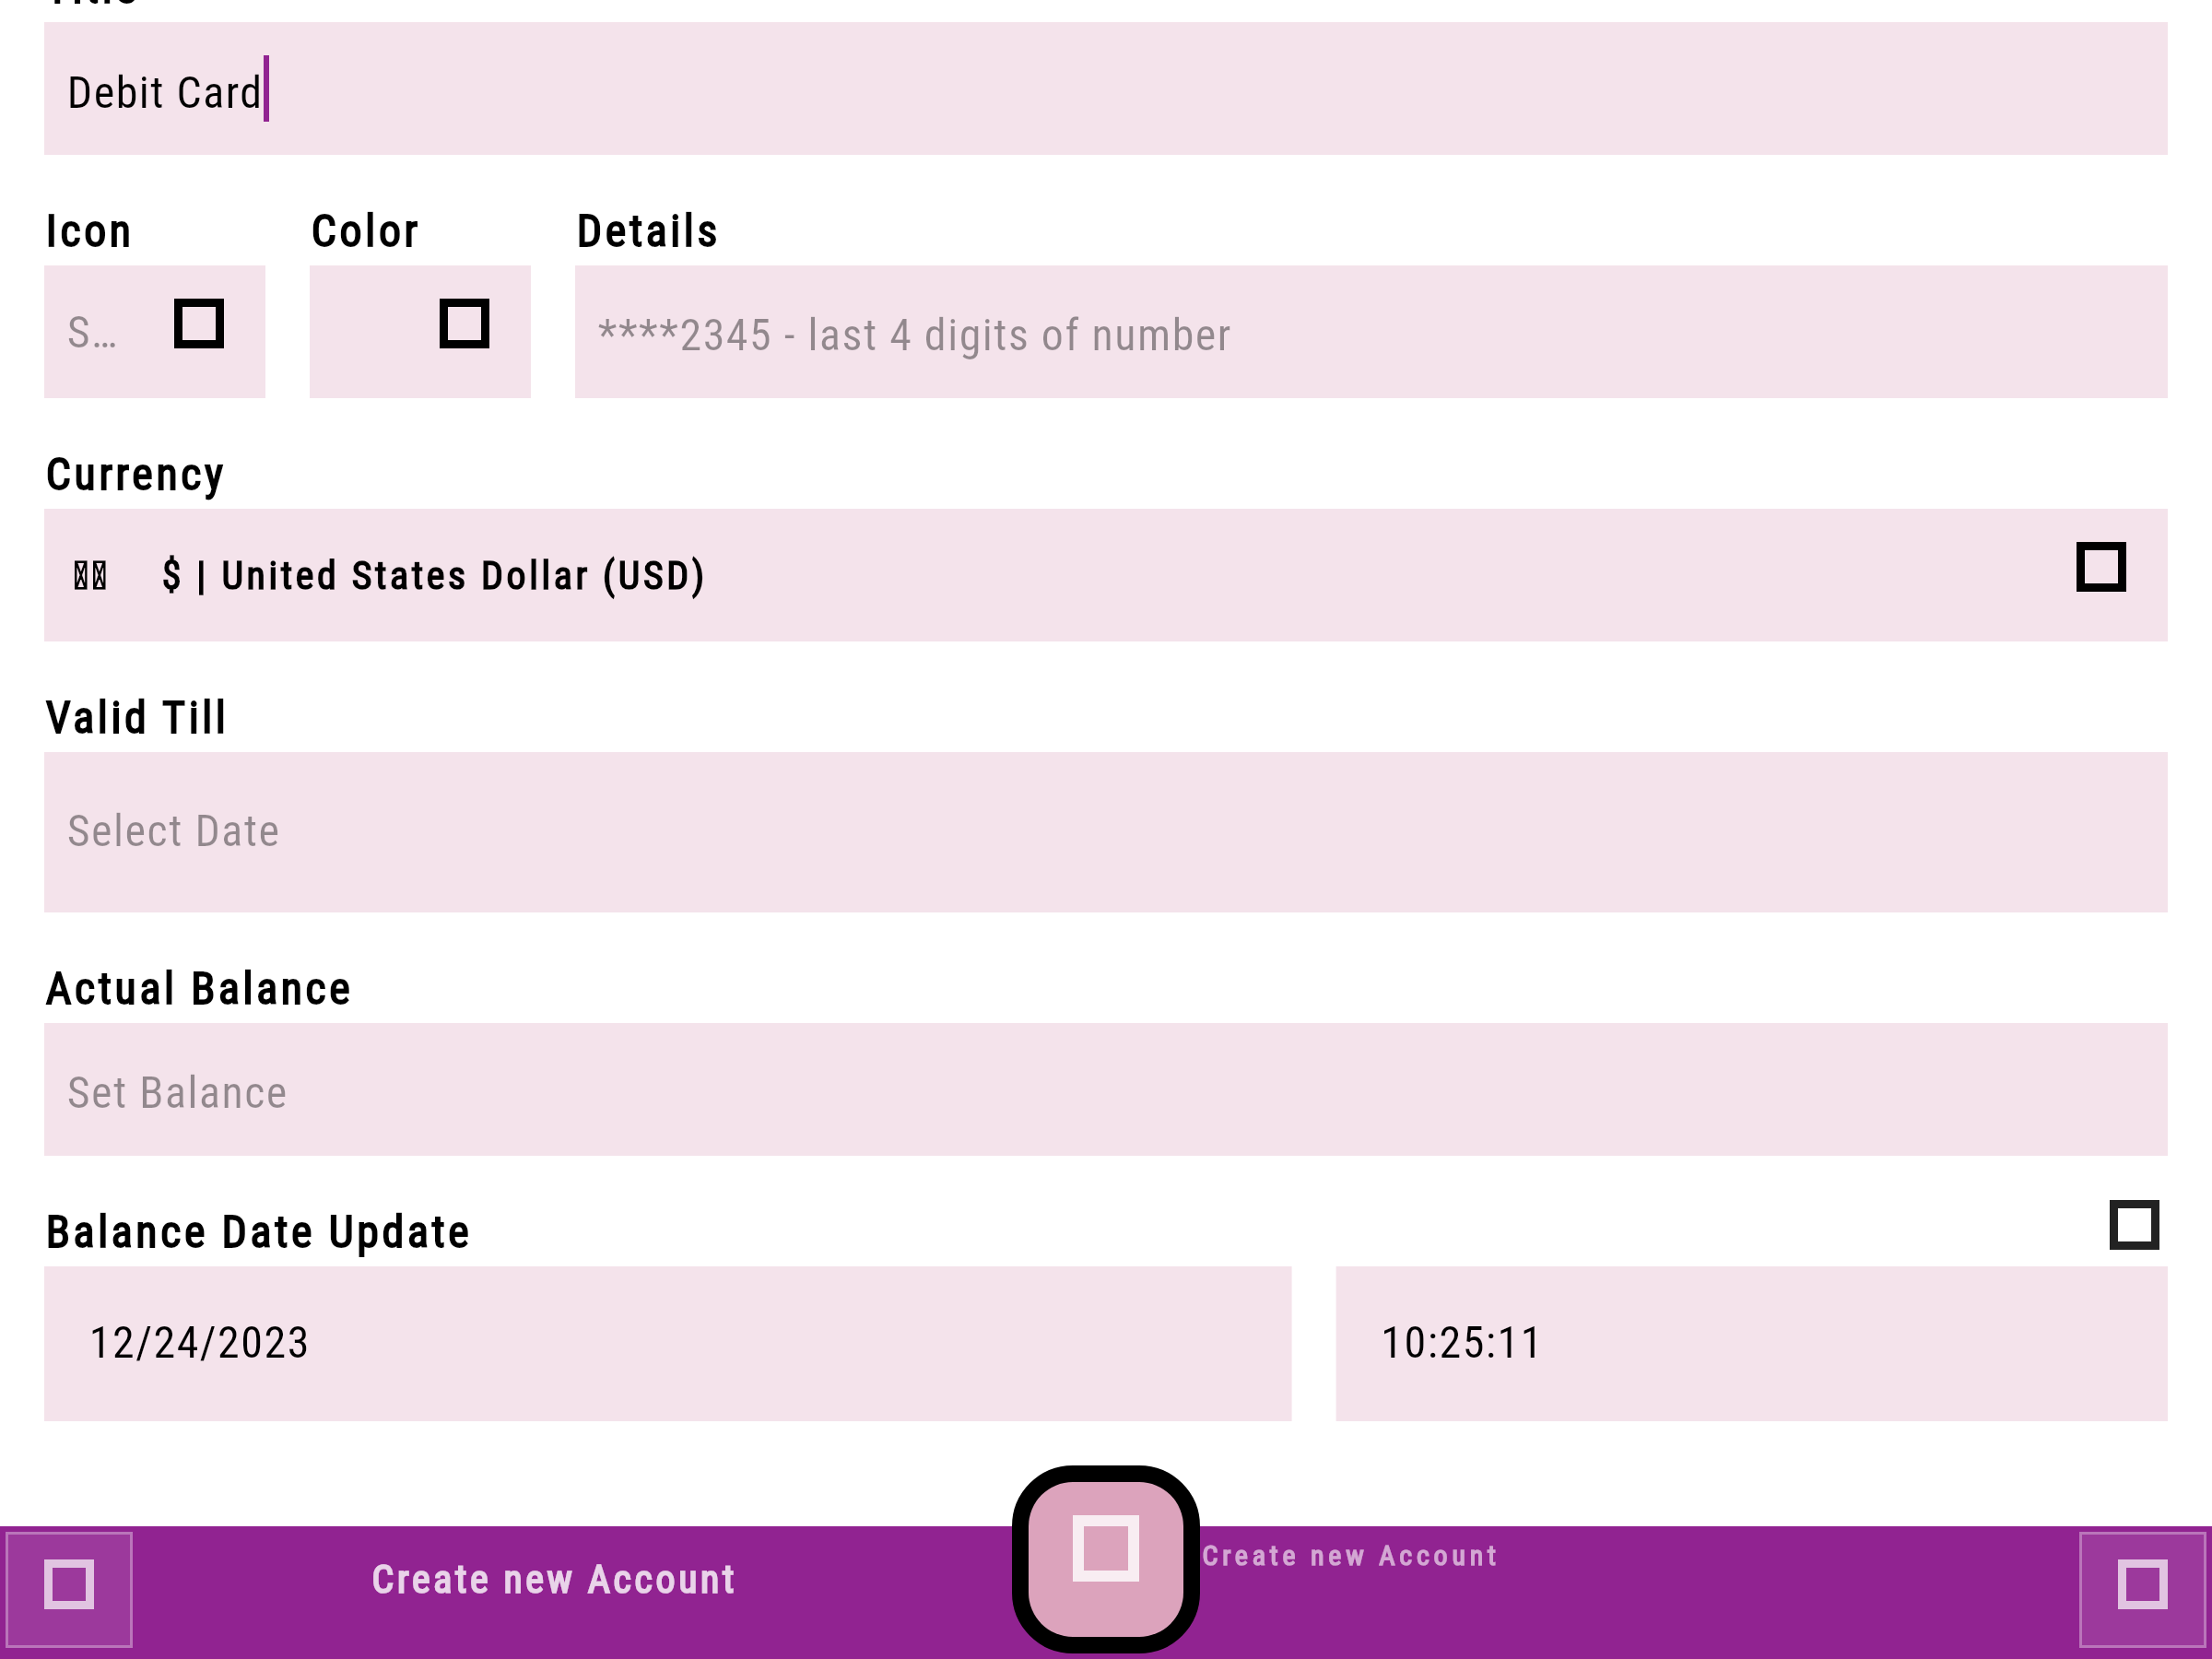 Title
Debit Card
Icon Color Details
S… ****2345 - last 4 digits of number
Currency
$ | United States Dollar (USD)
Valid Till
Select Date
Actual Balance
Set Balance
Balance Date Update
12/24/2023 10:25:11
Create new Account
Create new Account